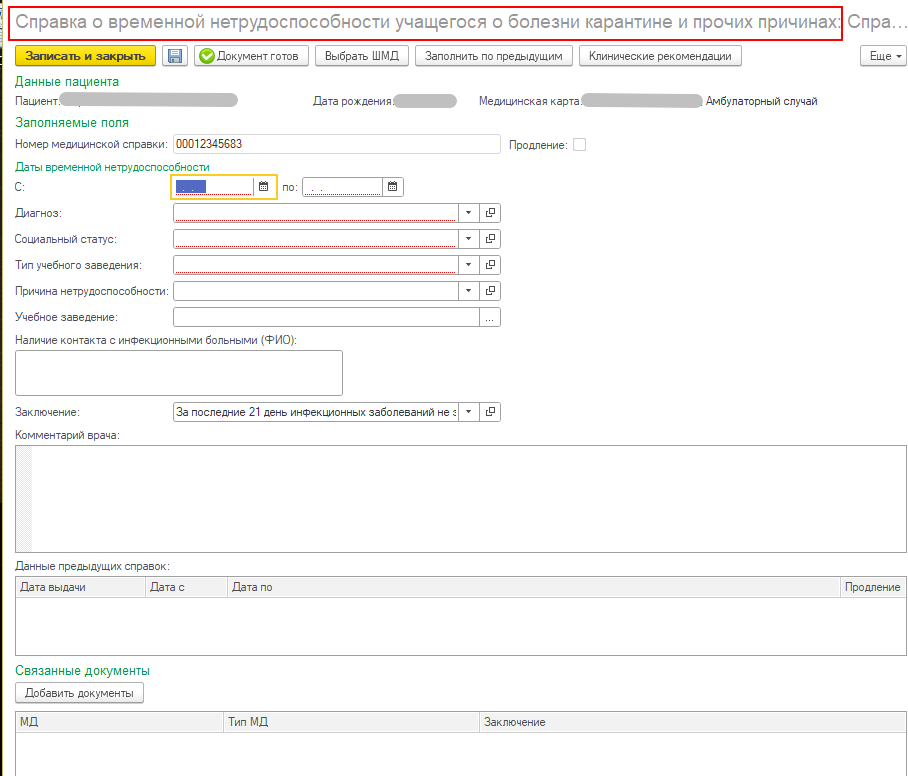 Справка о временной нетрудоспособности учащегося о болезни карантине и прочих причинах: Спра...
Записать и закрыть Документ готов Выбрать ШМД Заполнить по предыдущим Клинические рекомендации Еще
Данные пациента
Пациент: Дата рождения: Медицинская карта: Амбулаторный случай
Заполняемые поля
Номер медицинской справки: 00012345683 Продление:
Даты временной нетрудоспособности
С: . . по: . .
Диагноз:
Социальный статус:
Тип учебного заведения:
Причина нетрудоспособности:
Учебное заведение: ...
Наличие контакта с инфекционными больными (ФИО):
Заключение: За последние 21 день инфекционных заболеваний не з
Комментарий врача:
Данные предыдущих справок:
Дата выдачи Дата с Дата по Продление
Связанные документы
Добавить документы
МД Тип МД Заключение